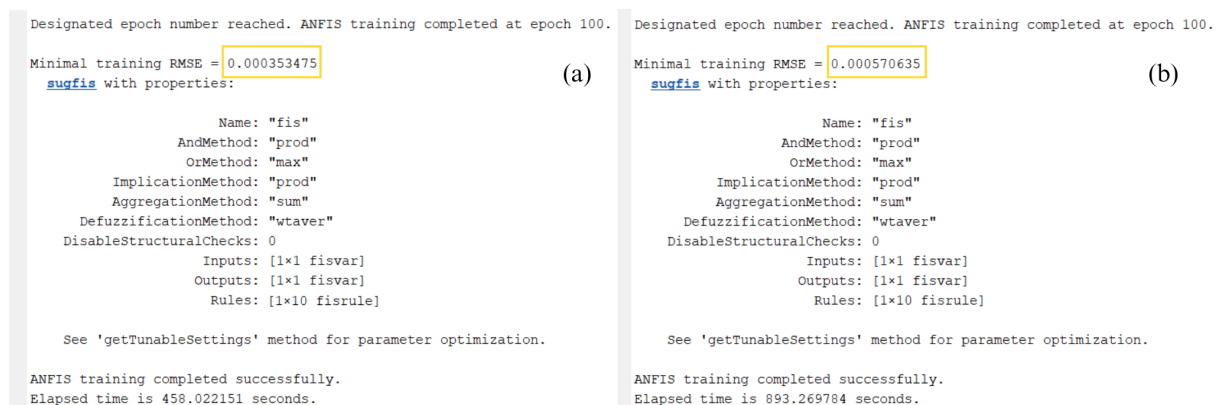 Designated epoch number reached. ANFIS training completed at epoch 100.
Minimal training RMSE = 0.000353475
(a)
sugfis with properties:
Name: "fis"
AndMethod: "prod"
OrMethod: "max"
ImplicationMethod: "prod"
AggregationMethod: "sum"
DefuzzificationMethod: "wtaver"
DisableStructuralChecks: 0
Inputs: [1×1 fisvar]
Outputs: [1×1 fisvar]
Rules: [1×10 fisrule]
See 'getTunableSettings' method for parameter optimization.
ANFIS training completed successfully.
Elapsed time is 458.022151 seconds.
Designated epoch number reached. ANFIS training completed at epoch 100.
Minimal training RMSE = 0.000570635
(b)
sugfis with properties:
Name: "fis"
AndMethod: "prod"
OrMethod: "max"
ImplicationMethod: "prod"
AggregationMethod: "sum"
DefuzzificationMethod: "wtaver"
DisableStructuralChecks: 0
Inputs: [1×1 fisvar]
Outputs: [1×1 fisvar]
Rules: [1×10 fisrule]
See 'getTunableSettings' method for parameter optimization.
ANFIS training completed successfully.
Elapsed time is 893.269784 seconds.